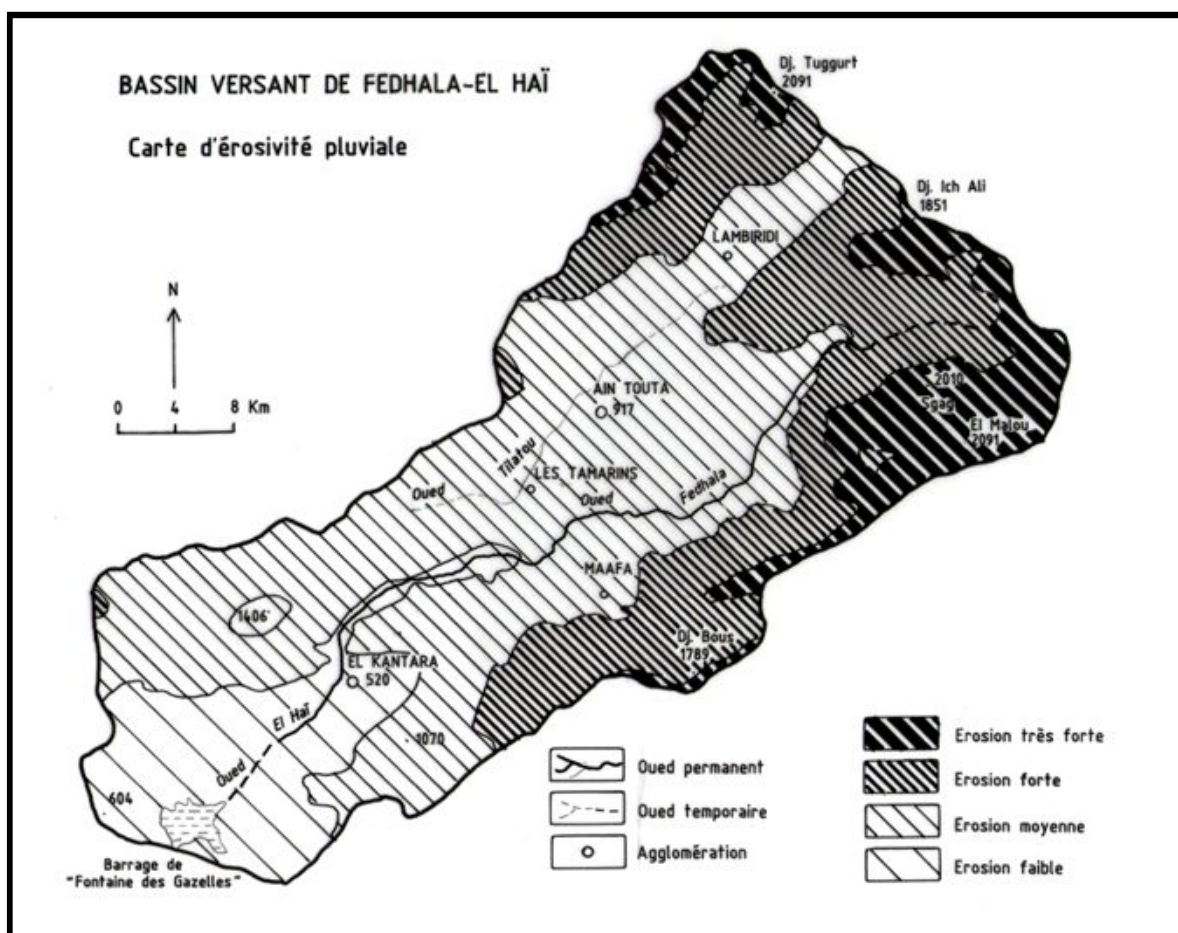 BASSIN VERSANT DE FEDHALA-EL HAÏ
Carte d'érosivité pluviale
Dj. Tuggurt
2091
Dj. Ich Ali
1851
LAMBIRIDI
N
0 4 8 Km
AIN TOUTA
917
2010
Sgag
El Malou
2091
Tilatou
LES TAMARINS
Oued
Oued
Fedhala
MAAFA
1406
Dj. Bous
1789
EL KANTARA
520
El Haï
1070
Oued
604
Barrage de
"Fontaine des Gazelles"
Oued permanent
Oued temporaire
Agglomération
Erosion très forte
Erosion forte
Erosion moyenne
Erosion faible